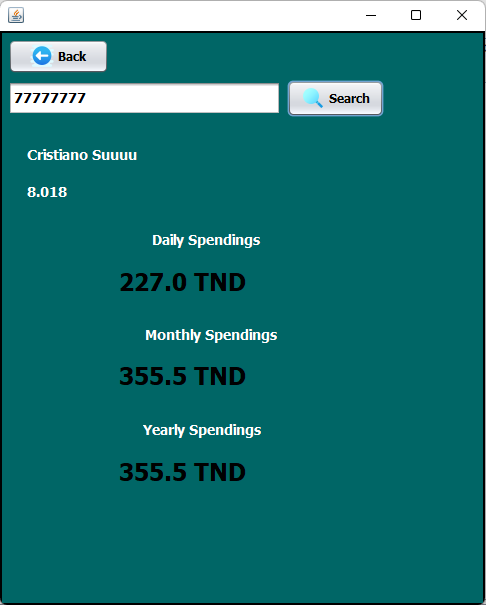 Back
77777777
Search
Cristiano Suuuu
8.018
Daily Spendings
227.0 TND
Monthly Spendings
355.5 TND
Yearly Spendings
355.5 TND